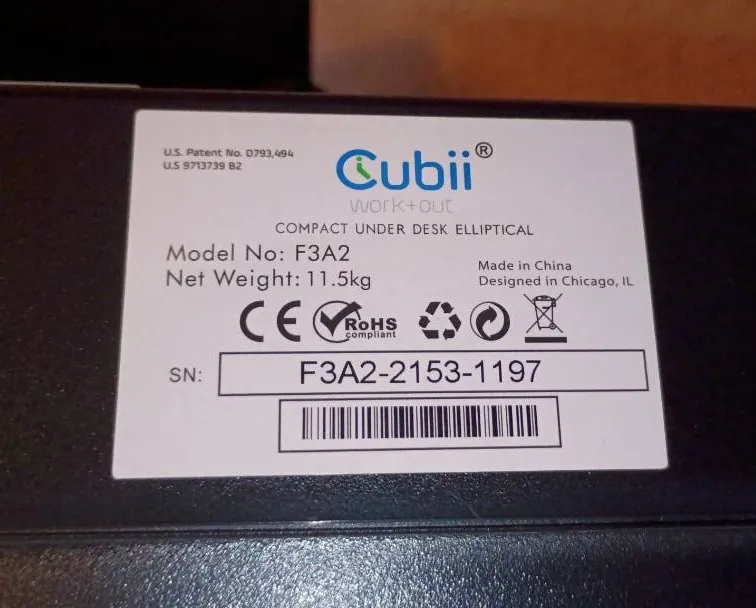 U.S. Patent No. D793,494
U.S 9713739 B2
Cubii®
work+out
COMPACT UNDER DESK ELLIPTICAL
Model No: F3A2
Net Weight: 11.5kg
Made in China
Designed in Chicago, IL
CE RoHS
compliant
SN: F3A2-2153-1197